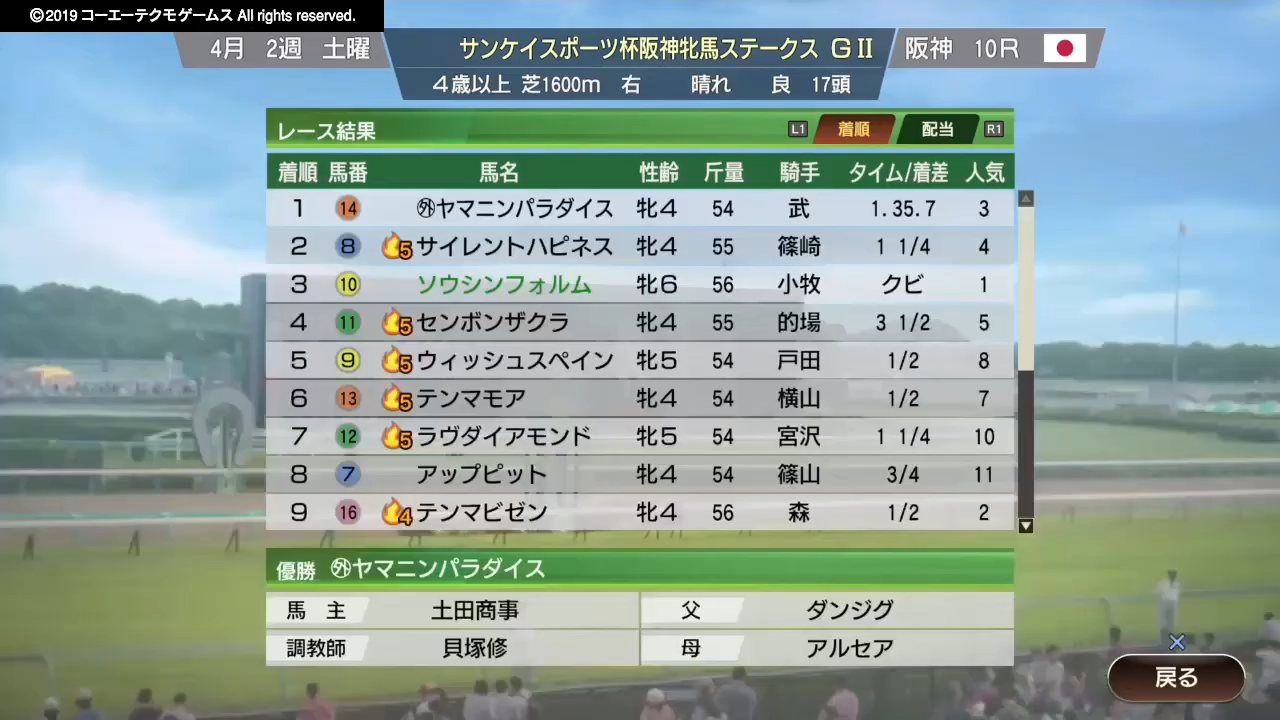 ©2019 コーエーテクモゲームス All rights reserved.
4月 2週 土曜 サンケイスポーツ杯阪神牝馬ステークス GⅡ 阪神 10R
4歳以上 芝1600m 右 晴れ 良 17頭
レース結果 L1 着順 配当 R1
着順 馬番 馬名 性齢 斤量 騎手 タイム/着差 人気
1 14 外ヤマニンパラダイス 牝4 54 武 1.35.7 3
2 8 5 サイレントハピネス 牝4 55 篠崎 1 1/4 4
3 10 ソウシンフォルム 牝6 56 小牧 クビ 1
4 11 5 センボンザクラ 牝4 55 的場 3 1/2 5
5 9 5 ウィッシュスペイン 牝5 54 戸田 1/2 8
6 13 5 テンマモア 牝4 54 横山 1/2 7
7 12 5 ラヴダイアモンド 牝5 54 宮沢 1 1/4 10
8 7 アップピット 牝4 54 篠山 3/4 11
9 16 4 テンマビゼン 牝4 56 森 1/2 2
優勝 外ヤマニンパラダイス
馬 主 土田商事 父 ダンジグ
調教師 貝塚修 母 アルセア
戻る